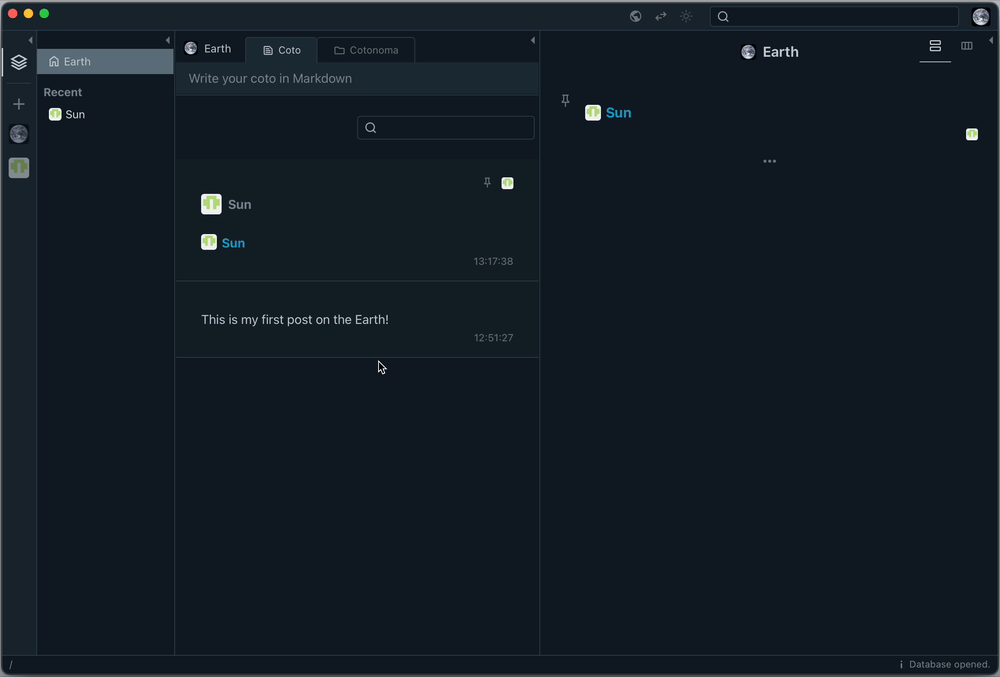 Earth
Recent
Sun
Earth
Coto
Cotonoma
Write your coto in Markdown
Sun
Sun
13:17:38
This is my first post on the Earth!
12:51:27
Earth
Sun
•••
/
i Database opened.